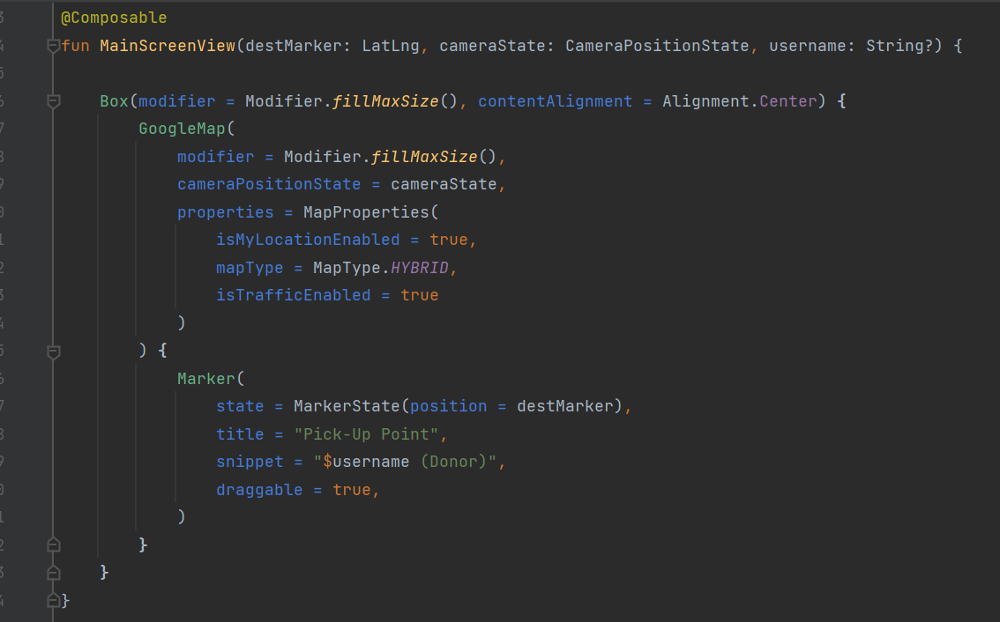 @Composable
fun MainScreenView(destMarker: LatLng, cameraState: CameraPositionState, username: String?) {
Box(modifier = Modifier.fillMaxSize(), contentAlignment = Alignment.Center) {
GoogleMap(
modifier = Modifier.fillMaxSize(),
cameraPositionState = cameraState,
properties = MapProperties(
isMyLocationEnabled = true,
mapType = MapType.HYBRID,
isTrafficEnabled = true
)
) {
Marker(
state = MarkerState(position = destMarker),
title = "Pick-Up Point",
snippet = "$username (Donor)",
draggable = true,
)
}
}
}